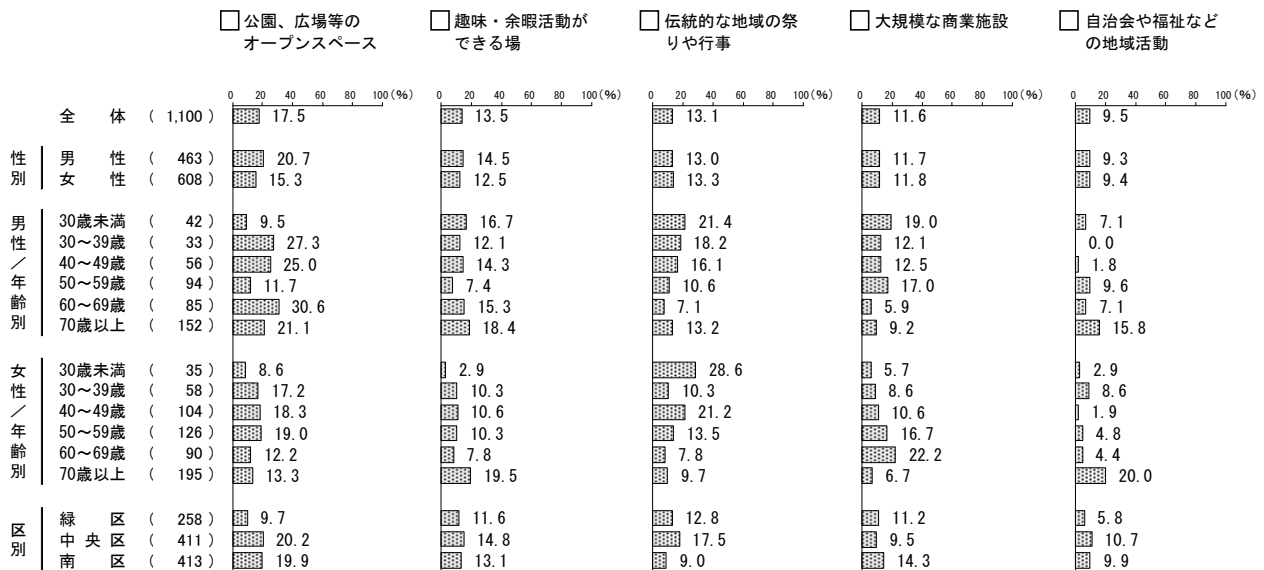 公園、広場等の
オープンスペース
趣味・余暇活動が
できる場
伝統的な地域の祭
りや行事
大規模な商業施設
自治会や福祉など
の地域活動
0 20 40 60 80 100(%) 0 20 40 60 80 100(%) 0 20 40 60 80 100(%) 0 20 40 60 80 100(%) 0 20 40 60 80 100(%)
全体 ( 1,100 ) 17.5 13.5 13.1 11.6 9.5
性別
男性 ( 463 ) 20.7 14.5 13.0 11.7 9.3
女性 ( 608 ) 15.3 12.5 13.3 11.8 9.4
男性/年齢別
30歳未満 ( 42 ) 9.5 16.7 21.4 19.0 7.1
30～39歳 ( 33 ) 27.3 12.1 18.2 12.1 0.0
40～49歳 ( 56 ) 25.0 14.3 16.1 12.5 1.8
50～59歳 ( 94 ) 11.7 7.4 10.6 17.0 9.6
60～69歳 ( 85 ) 30.6 15.3 7.1 5.9 7.1
70歳以上 ( 152 ) 21.1 18.4 13.2 9.2 15.8
女性/年齢別
30歳未満 ( 35 ) 8.6 2.9 28.6 5.7 2.9
30～39歳 ( 58 ) 17.2 10.3 10.3 8.6 8.6
40～49歳 ( 104 ) 18.3 10.6 21.2 10.6 1.9
50～59歳 ( 126 ) 19.0 10.3 13.5 16.7 4.8
60～69歳 ( 90 ) 12.2 7.8 7.8 22.2 4.4
70歳以上 ( 195 ) 13.3 19.5 9.7 6.7 20.0
区別
緑区 ( 258 ) 9.7 11.6 12.8 11.2 5.8
中央区 ( 411 ) 20.2 14.8 17.5 9.5 10.7
南区 ( 413 ) 19.9 13.1 9.0 14.3 9.9